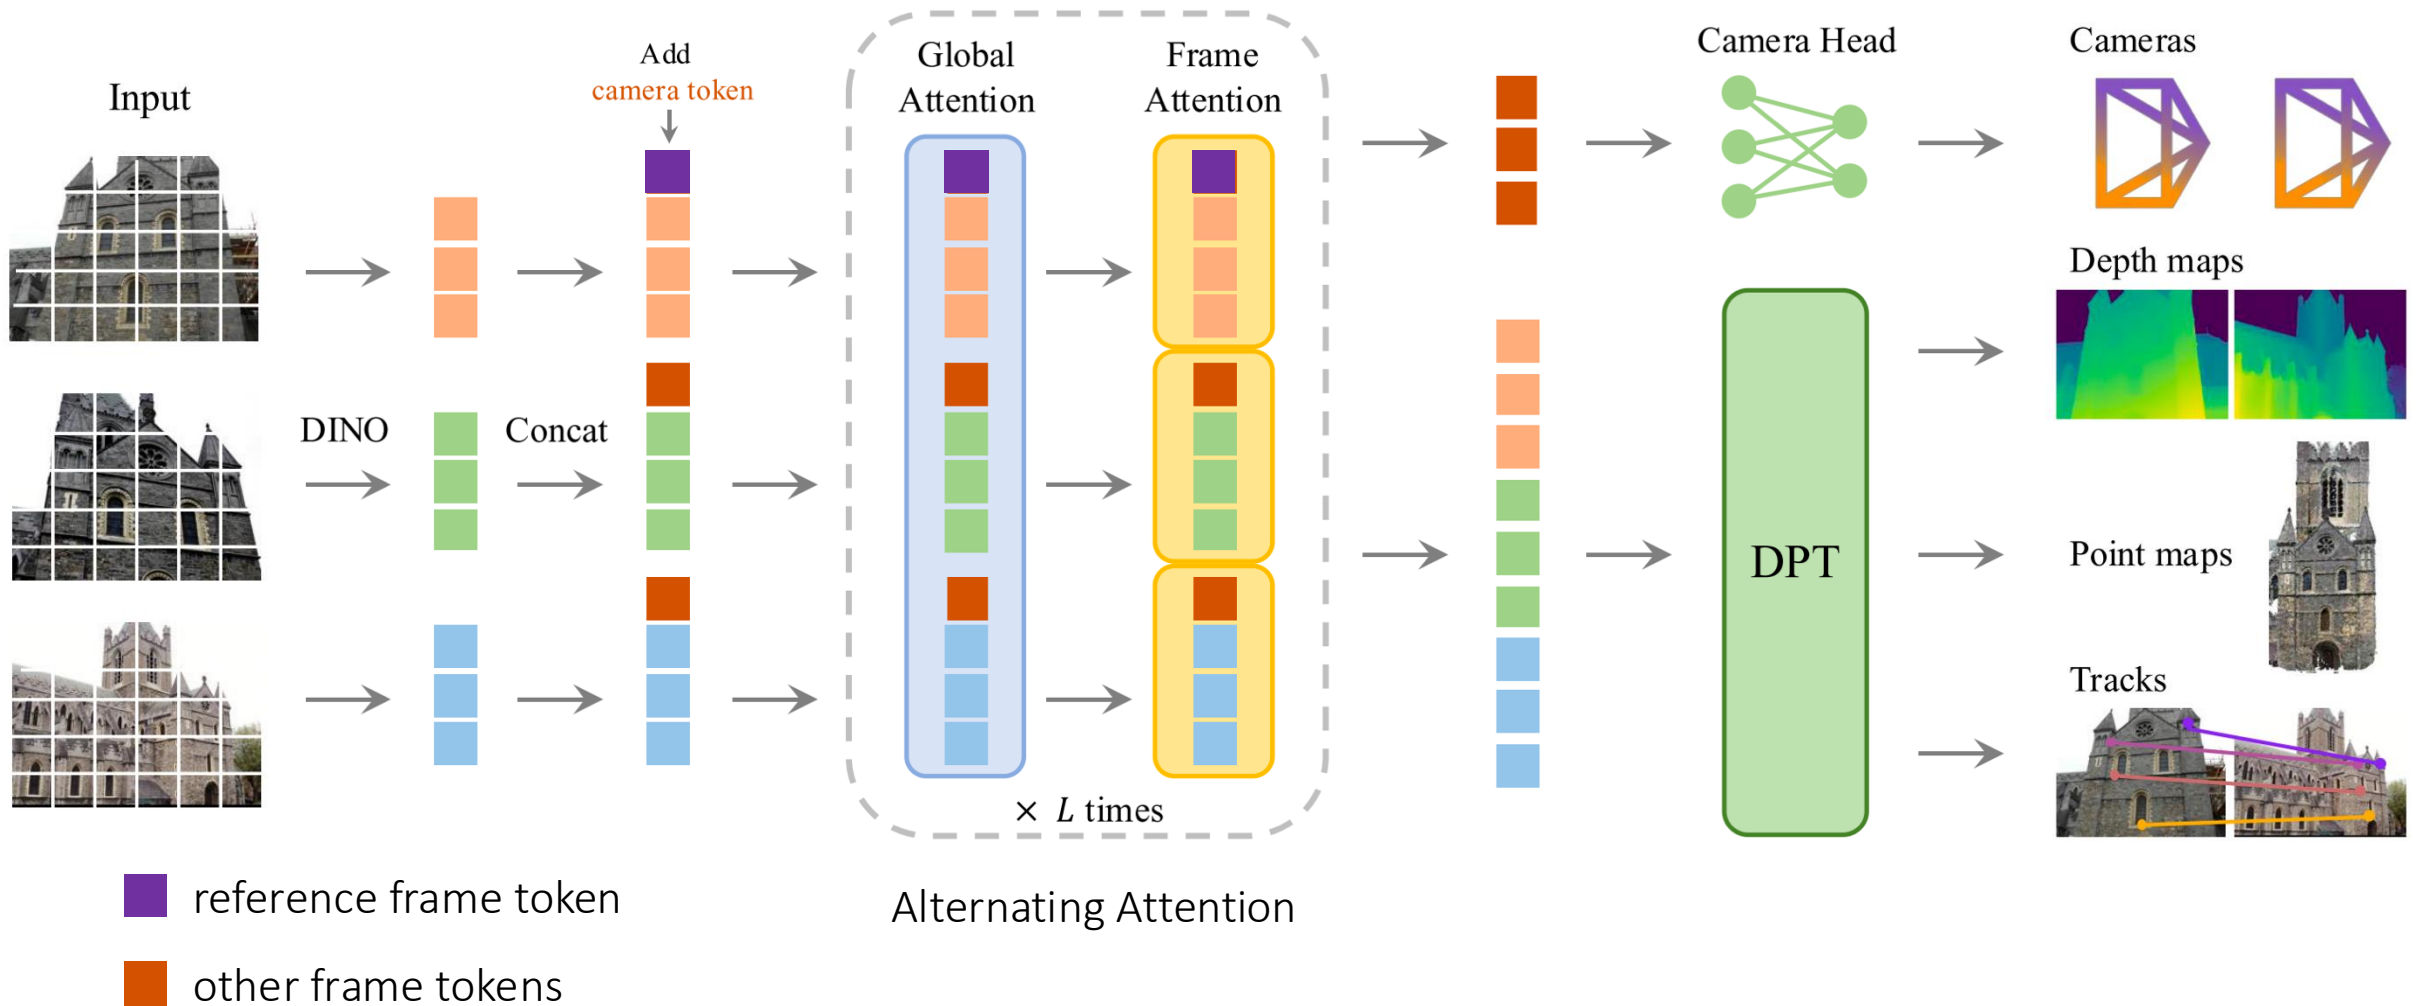 Input
DINO
Concat
Add
camera token
Global
Attention
Frame
Attention
× L times
Alternating Attention
Camera Head
DPT
Cameras
Depth maps
Point maps
Tracks
reference frame token
other frame tokens